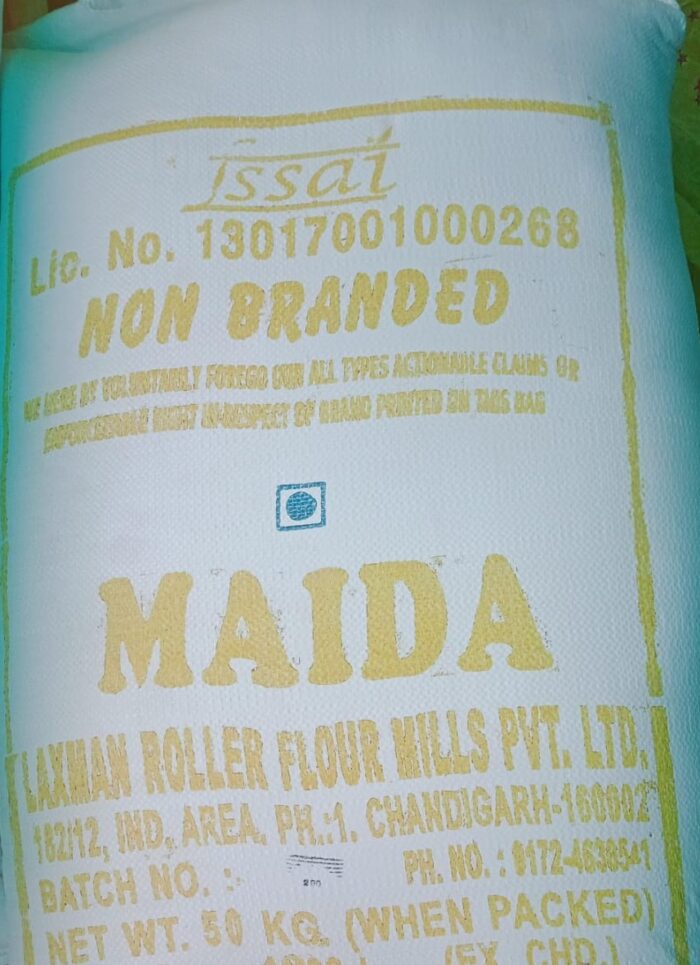 fssai
Lic. No. 13017001000268
NON BRANDED
WE HERE BY VOLUNTARILY FOREGO OUR ALL TYPES ACTIONABLE CLAIMS OR
ENFORCEABLE RIGHT IN-RESPECT OF BRAND PRINTED ON THIS BAG
MAIDA
LAXMAN ROLLER FLOUR MILLS PVT. LTD.
182/12, IND. AREA, PH.:1. CHANDIGARH-160002
PH. NO. : 0172-4638541
BATCH NO. :-
NET WT. 50 KG. (WHEN PACKED)
(EX. CHD.)